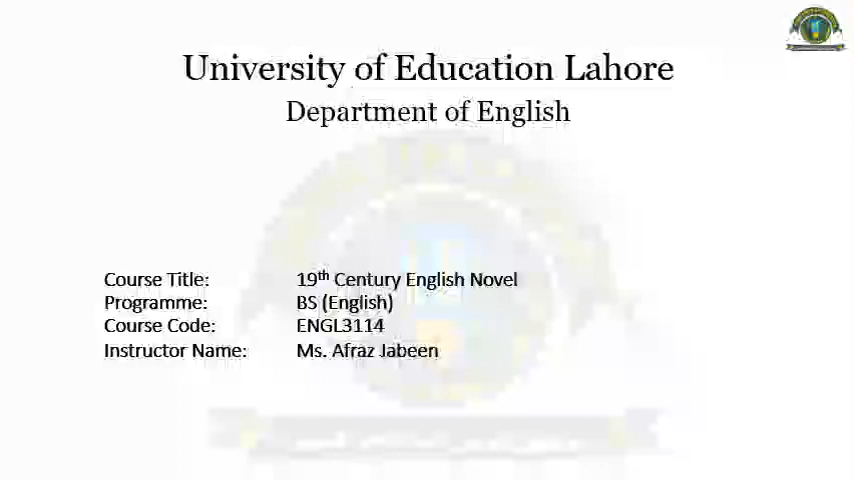 University of Education Lahore
Department of English
Course Title: 19th Century English Novel
Programme: BS (English)
Course Code: ENGL3114
Instructor Name: Ms. Afraz Jabeen